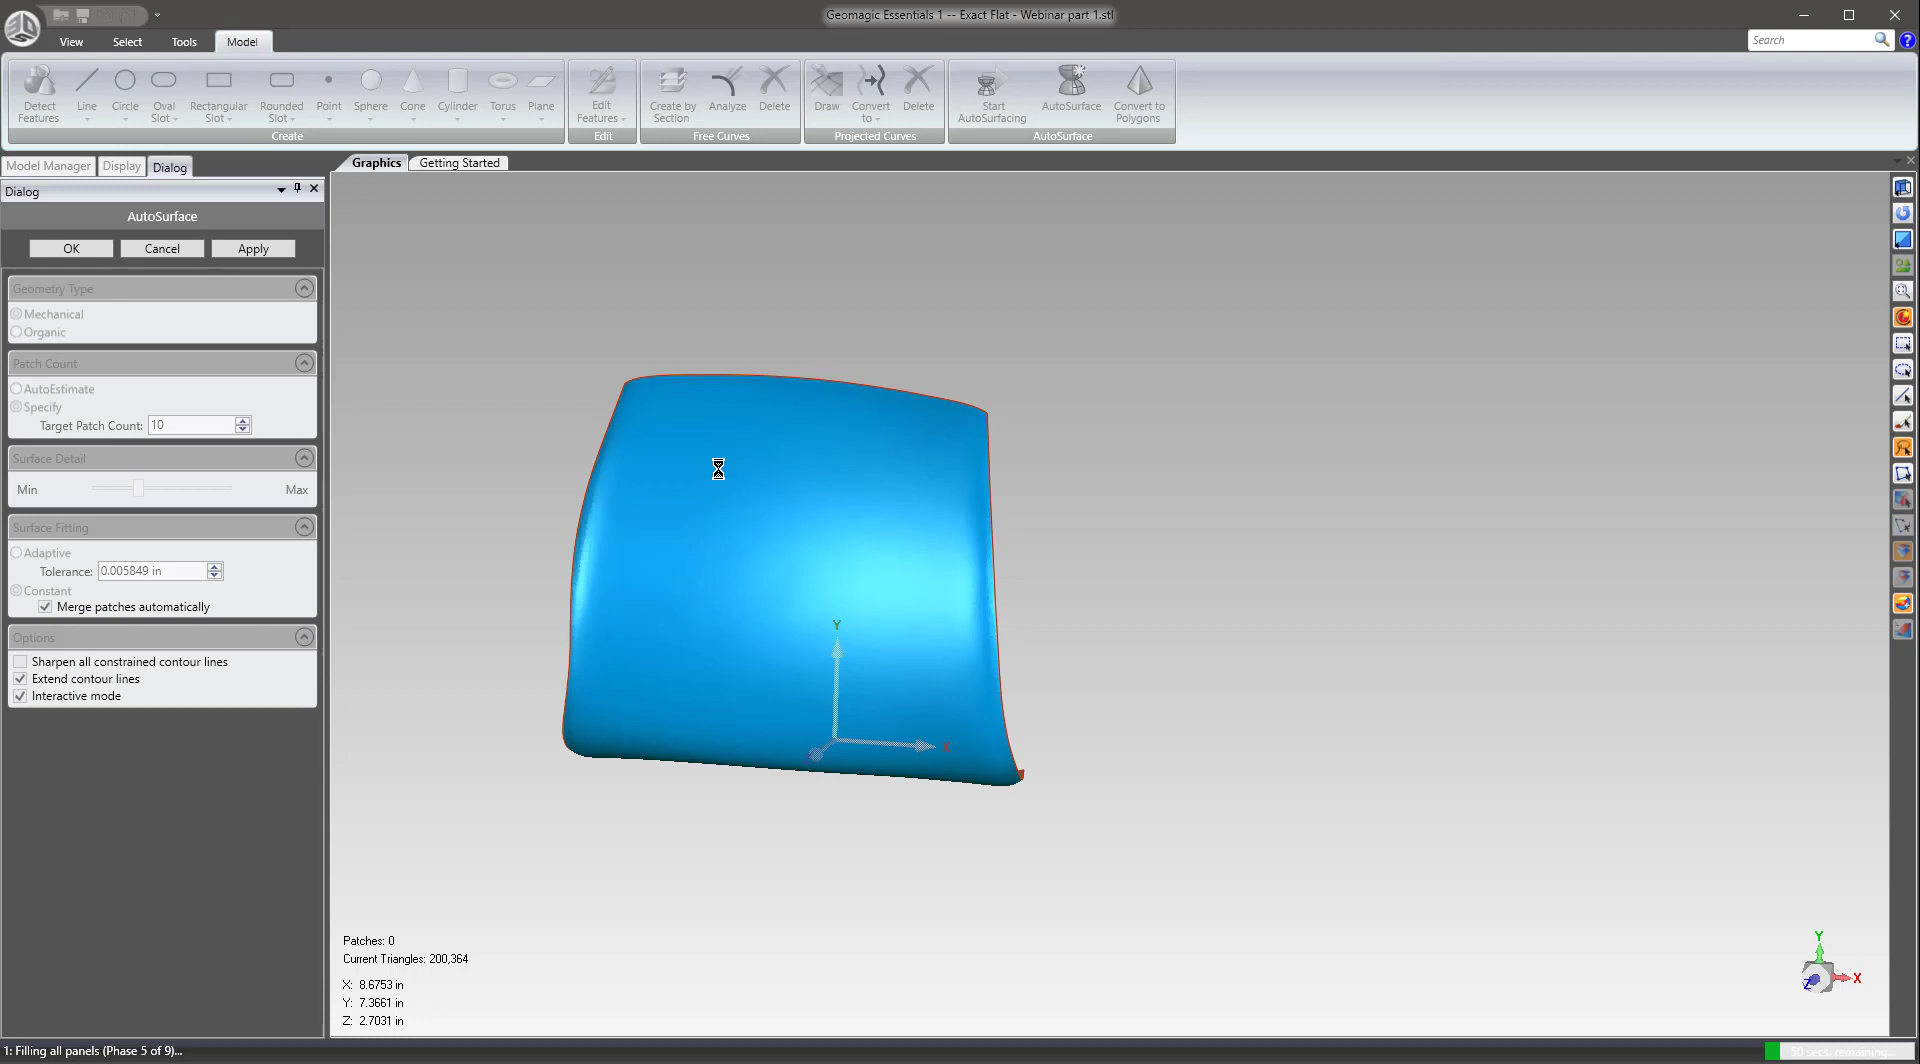 Geomagic Essentials 1 -- Exact Flat - Webinar part 1.stl
View Select Tools Model
Search
Detect Features
Line
Circle
Oval Slot
Rectangular Slot
Rounded Slot
Point
Sphere
Cone
Cylinder
Torus
Plane
Create
Edit Features
Edit
Create by Section
Analyze
Delete
Free Curves
Draw
Convert to
Delete
Projected Curves
Start AutoSurfacing
AutoSurface
Convert to Polygons
AutoSurface
Model Manager Display Dialog
Graphics Getting Started
Dialog
AutoSurface
OK Cancel Apply
Geometry Type
Mechanical
Organic
Patch Count
AutoEstimate
Specify
Target Patch Count: 10
Surface Detail
Min Max
Surface Fitting
Adaptive
Tolerance: 0.005849 in
Constant
Merge patches automatically
Options
Sharpen all constrained contour lines
Extend contour lines
Interactive mode
Y
X
Patches: 0
Current Triangles: 200,364
X: 8.6753 in
Y: 7.3661 in
Z: 2.7031 in
Y
X
Z
1: Filling all panels (Phase 5 of 9)...
50 secs. remaining...